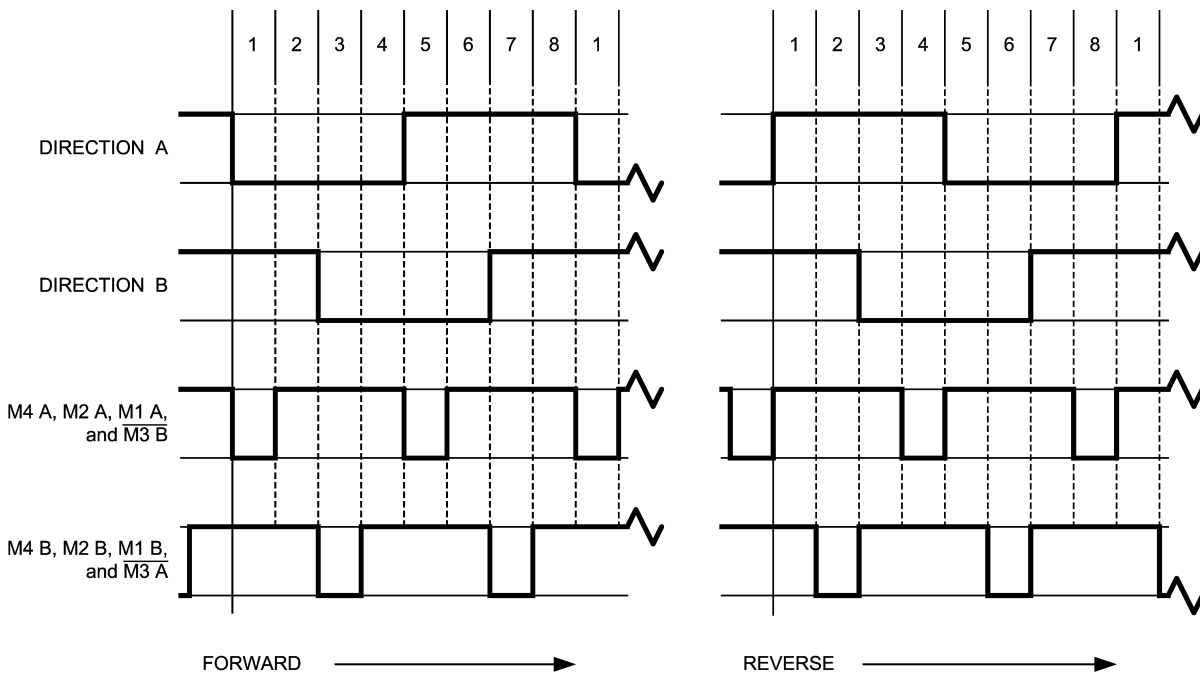 1 2 3 4 5 6 7 8 1
1 2 3 4 5 6 7 8 1
DIRECTION A
DIRECTION B
M4 A, M2 A, M1 A,
and M3 B
M4 B, M2 B, M1 B,
and M3 A
FORWARD
REVERSE